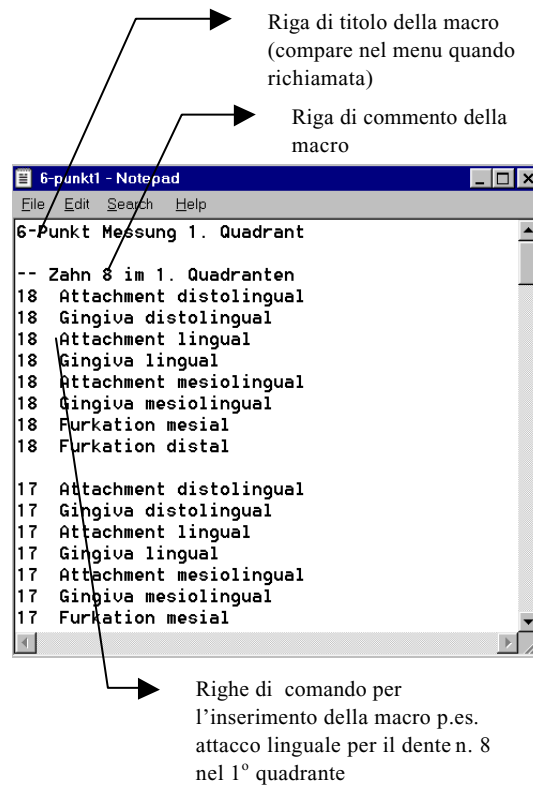 Riga di titolo della macro
(compare nel menu quando
richiamata)
Riga di commento della
macro
6-punkt1 - Notepad
File Edit Search Help
6-Punkt Messung 1. Quadrant
-- Zahn 8 im 1. Quadranten
18 Attachment distolingual
18 Gingiva distolingual
18 Attachment lingual
18 Gingiva lingual
18 Attachment mesiolingual
18 Gingiva mesiolingual
18 Furkation mesial
18 Furkation distal
17 Attachment distolingual
17 Gingiva distolingual
17 Attachment lingual
17 Gingiva lingual
17 Attachment mesiolingual
17 Gingiva mesiolingual
17 Furkation mesial
Righe di comando per
l'inserimento della macro p.es.
attacco linguale per il dente n. 8
nel 1° quadrante